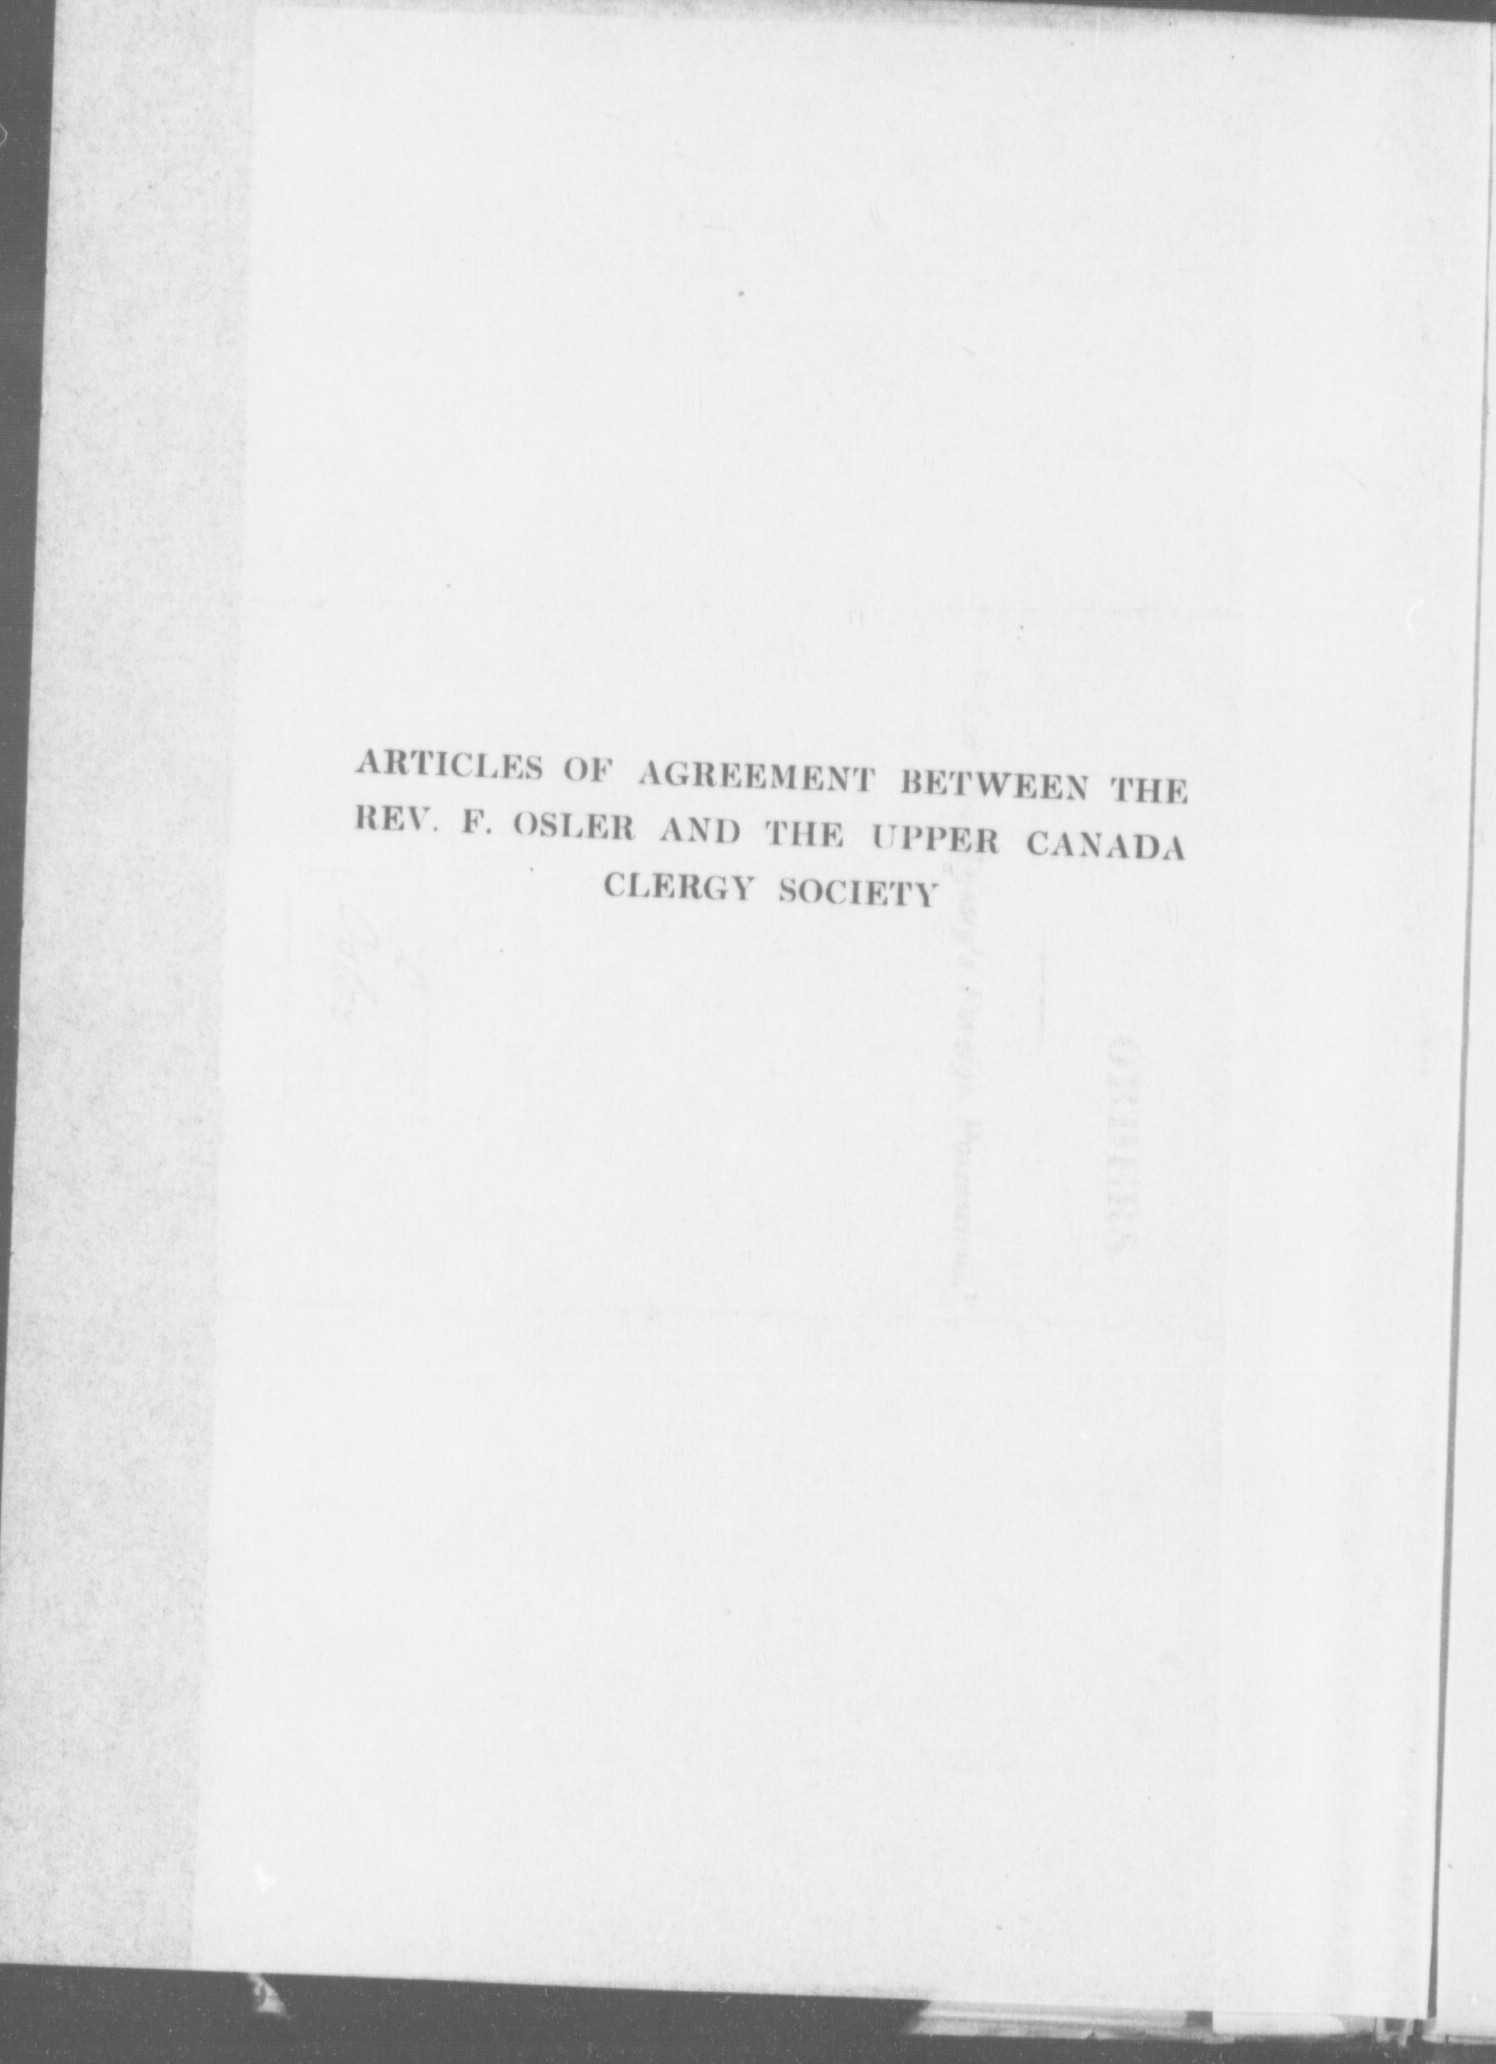 ARTICLES OF AGREEMENT BETWEEN THE
REV. F. OSLER AND THE UPPER CANADA
CLERGY SOCIETY